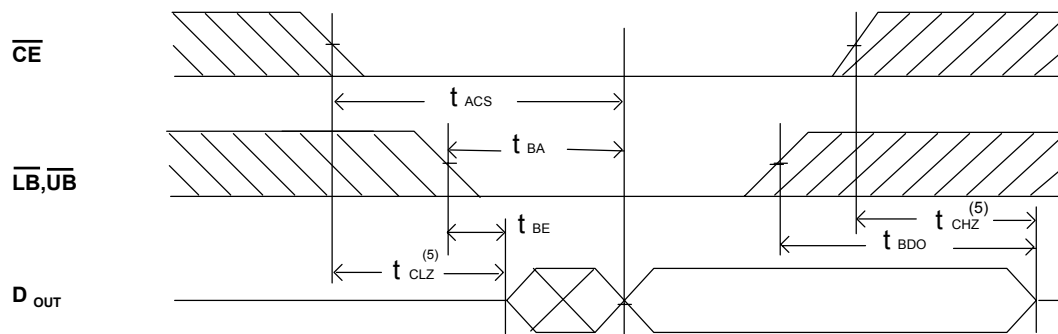 CE
t ACS
t BA
LB,UB
t CHZ (5)
t BE
t BDO
t CLZ (5)
D OUT